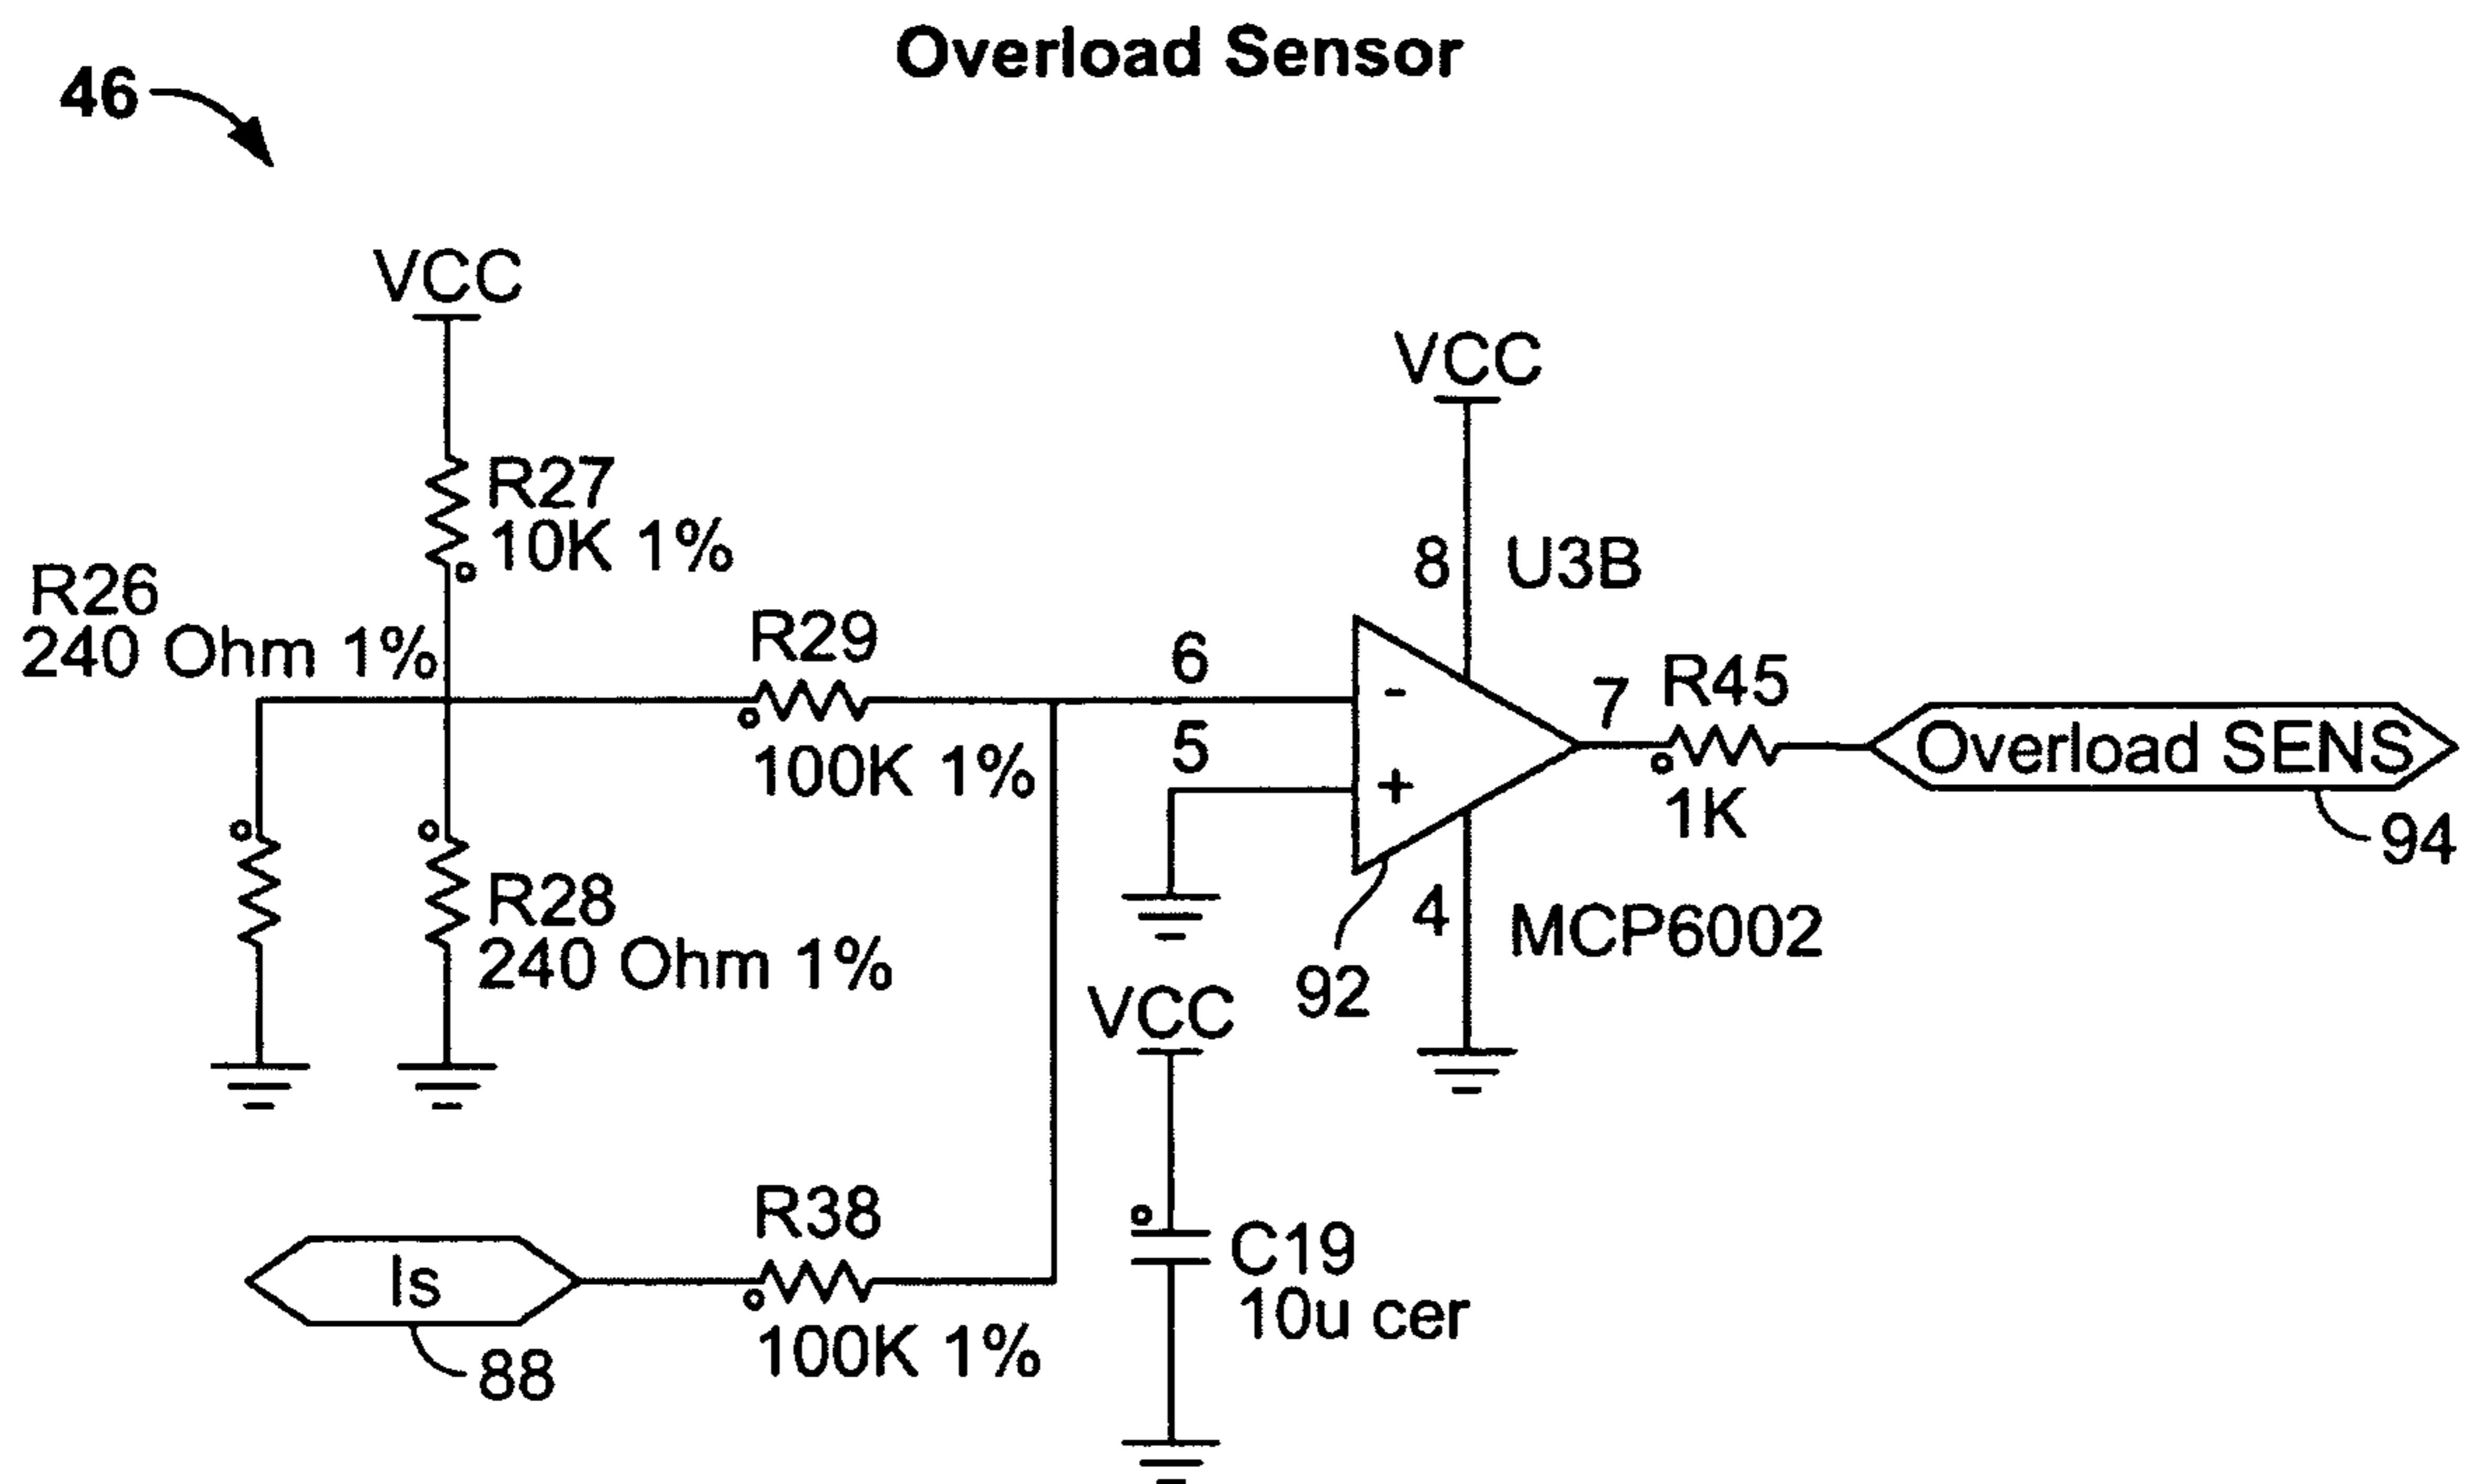 Overload Sensor
46
VCC
VCC
R27
10K 1%
8
U3B
R26
240 Ohm 1%
R29
100K 1%
6
5
-
+
7
R45
1K
Overload SENS
94
R28
240 Ohm 1%
4
MCP6002
92
VCC
R38
100K 1%
C19
10u cer
Is
88